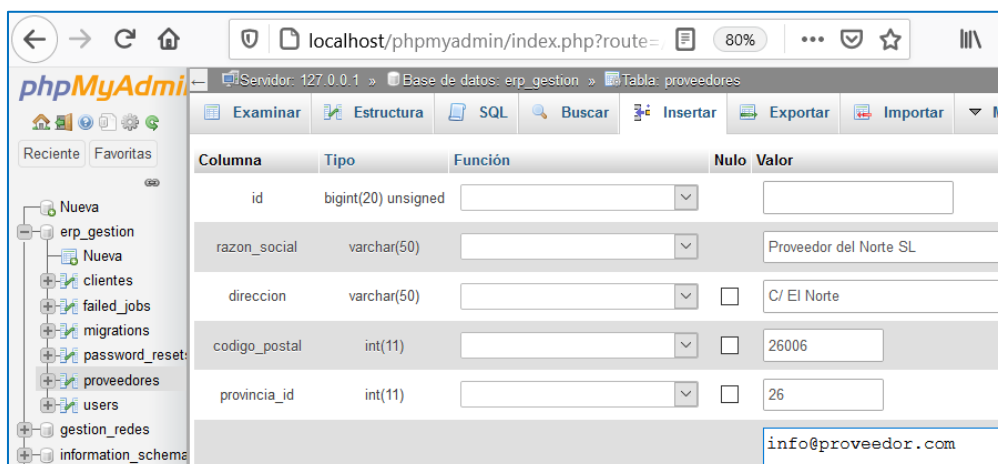 localhost/phpmyadmin/index.php?route= 80%
phpMyAdmi
Servidor: 127.0.0.1 » Base de datos: erp_gestion » Tabla: proveedores
Examinar Estructura SQL Buscar Insertar Exportar Importar
Reciente Favoritas
Nueva
erp_gestion
Nueva
clientes
failed_jobs
migrations
password_resets
proveedores
users
gestion_redes
information_schema
Columna Tipo Función Nulo Valor
id bigint(20) unsigned
razon_social varchar(50) Proveedor del Norte SL
direccion varchar(50) C/ El Norte
codigo_postal int(11) 26006
provincia_id int(11) 26
info@proveedor.com